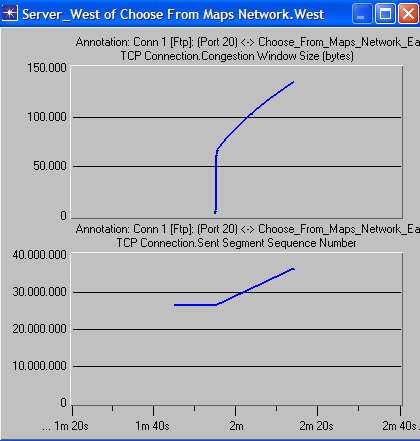 Server_West of Choose From Maps Network.West
Annotation: Conn 1 [Ftp]: (Port 20) <-> Choose_From_Maps_Network_Ea
TCP Connection.Congestion Window Size (bytes)
150.000
100.000
50.000
0
Annotation: Conn 1 [Ftp]: (Port 20) <-> Choose_From_Maps_Network_Ea
TCP Connection.Sent Segment Sequence Number
40.000.000
30.000.000
20.000.000
10.000.000
0
... 1m 20s 1m 40s 2m 2m 20s 2m 40s